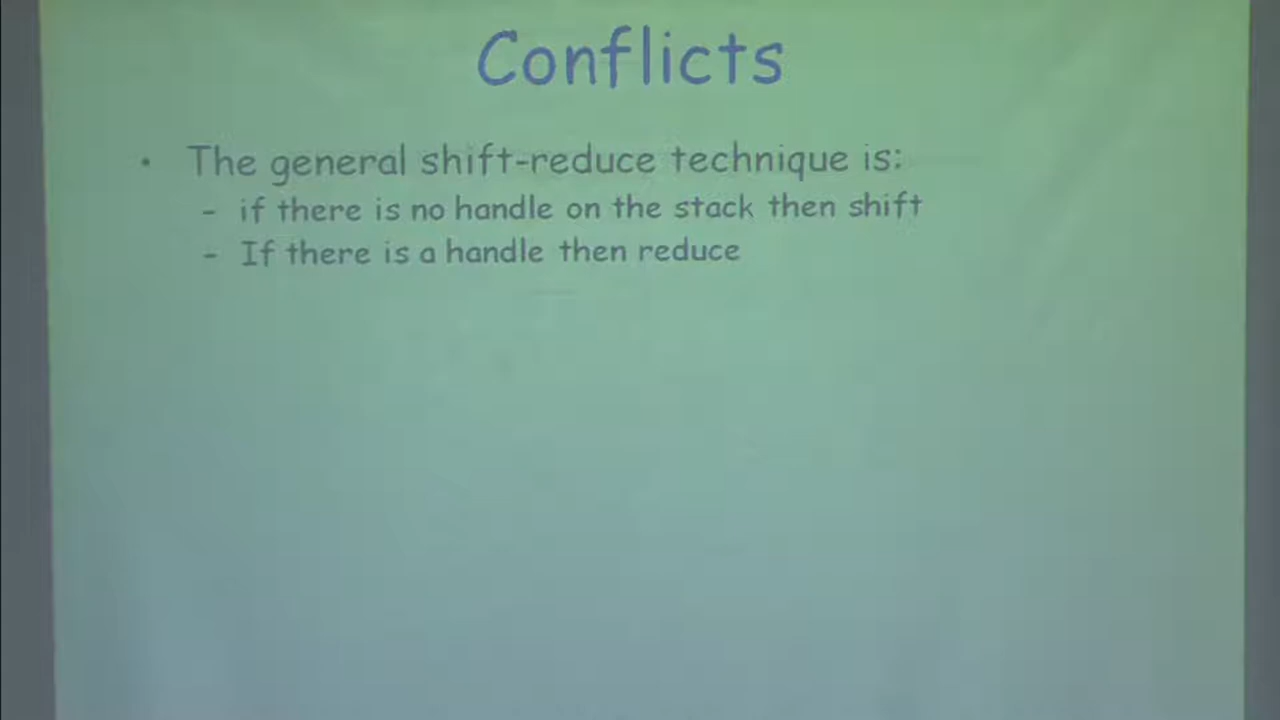 Conflicts
• The general shift-reduce technique is:
- if there is no handle on the stack then shift
- If there is a handle then reduce